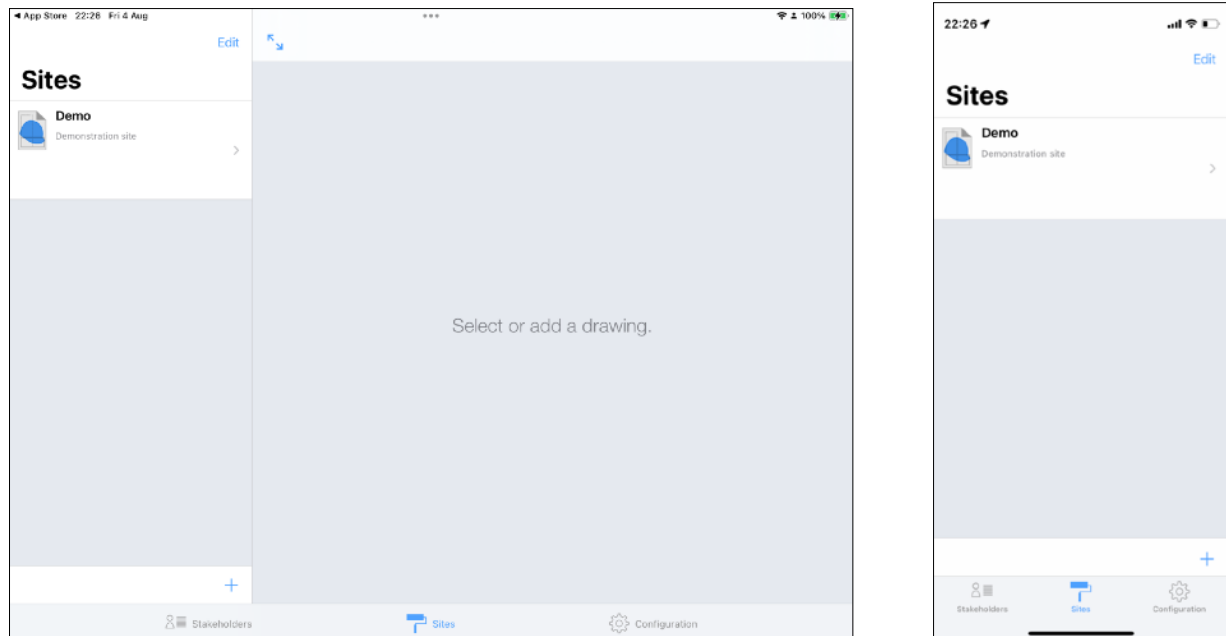 App Store 22:26 Fri 4 Aug
100%
Edit
Sites
Demo
Demonstration site
Select or add a drawing.
+
Stakeholders
Sites
Configuration
22:26
Edit
Sites
Demo
Demonstration site
+
Stakeholders
Sites
Configuration